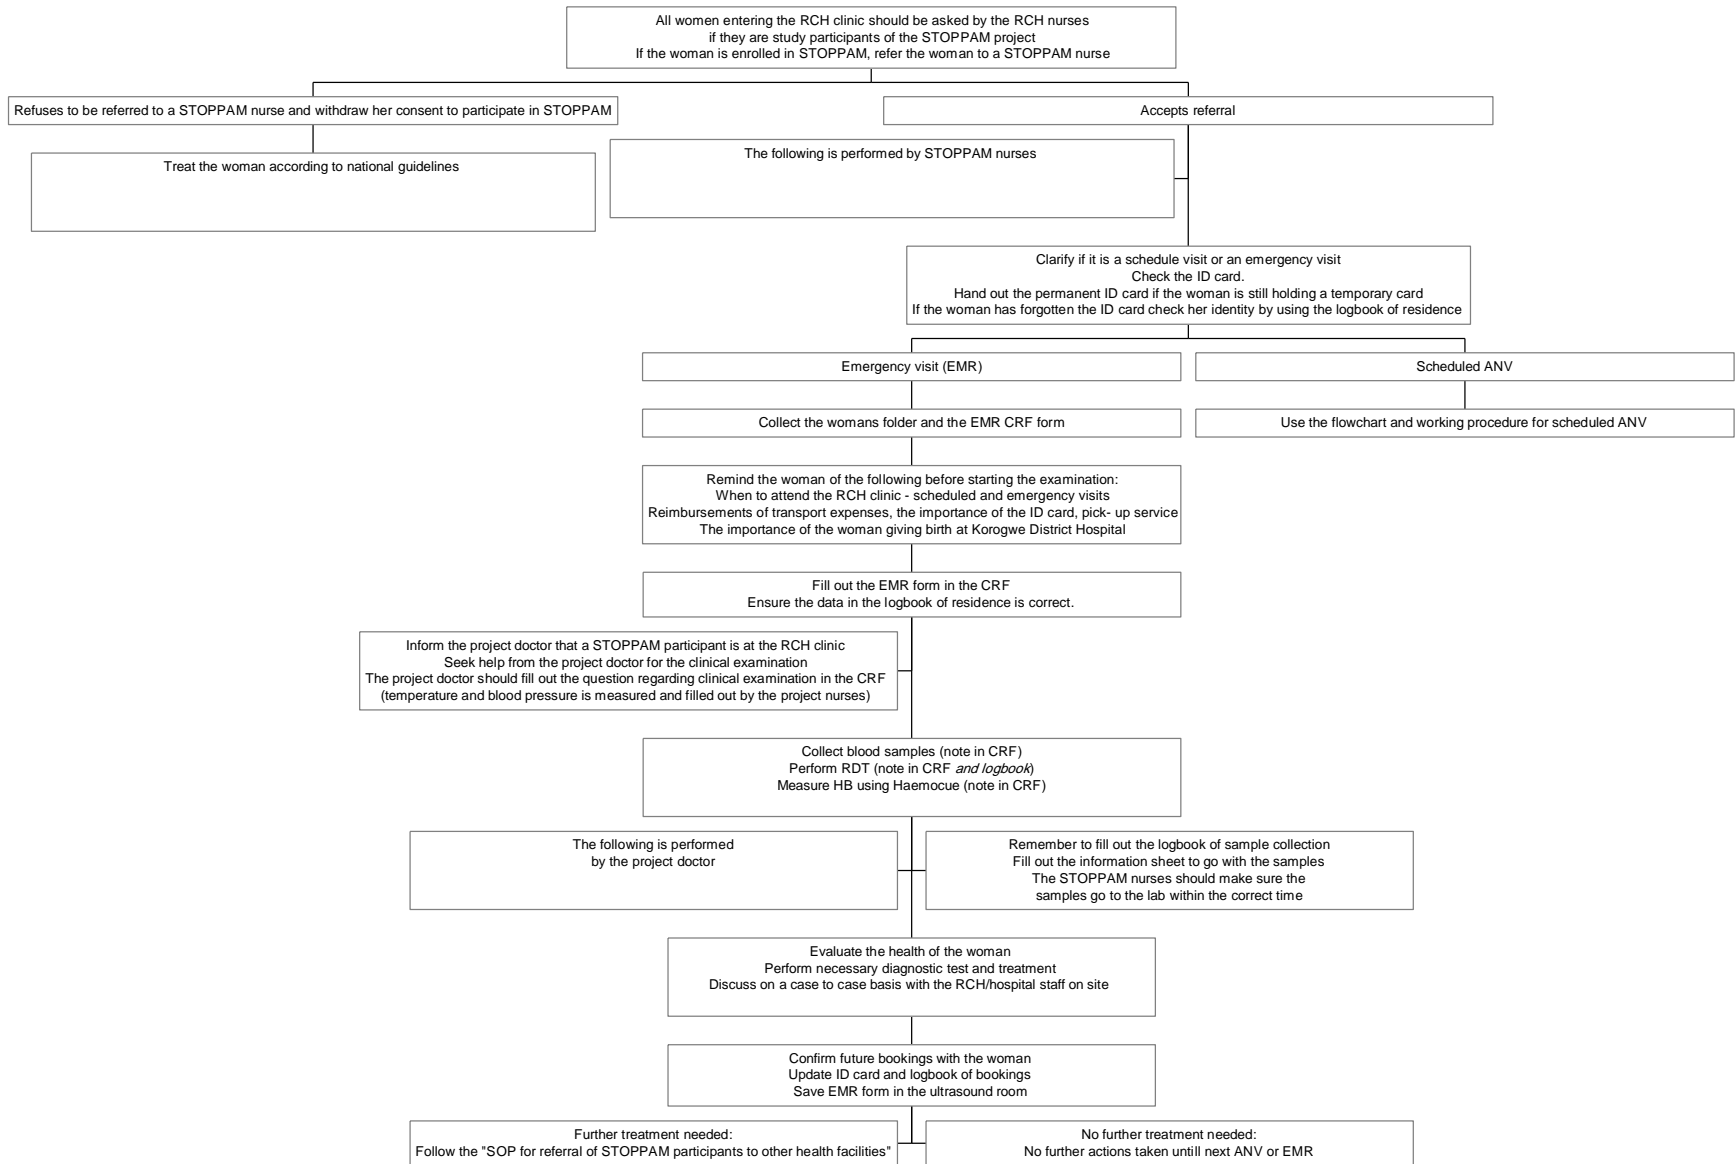 All women entering the RCH clinic should be asked by the RCH nurses
if they are study participants of the STOPPAM project
If the woman is enrolled in STOPPAM, refer the woman to a STOPPAM nurse
Refuses to be referred to a STOPPAM nurse and withdraw her consent to participate in STOPPAM
Accepts referral
Treat the woman according to national guidelines
The following is performed by STOPPAM nurses
Clarify if it is a schedule visit or an emergency visit
Check the ID card.
Hand out the permanent ID card if the woman is still holding a temporary card
If the woman has forgotten the ID card check her identity by using the logbook of residence
Emergency visit (EMR)
Scheduled ANV
Collect the womans folder and the EMR CRF form
Use the flowchart and working procedure for scheduled ANV
Remind the woman of the following before starting the examination:
When to attend the RCH clinic - scheduled and emergency visits
Reimbursements of transport expenses, the importance of the ID card, pick- up service
The importance of the woman giving birth at Korogwe District Hospital
Fill out the EMR form in the CRF
Ensure the data in the logbook of residence is correct.
Inform the project doctor that a STOPPAM participant is at the RCH clinic
Seek help from the project doctor for the clinical examination
The project doctor should fill out the question regarding clinical examination in the CRF
(temperature and blood pressure is measured and filled out by the project nurses)
Collect blood samples (note in CRF)
Perform RDT (note in CRF and logbook)
Measure HB using Haemocue (note in CRF)
The following is performed
by the project doctor
Remember to fill out the logbook of sample collection
Fill out the information sheet to go with the samples
The STOPPAM nurses should make sure the
samples go to the lab within the correct time
Evaluate the health of the woman
Perform necessary diagnostic test and treatment
Discuss on a case to case basis with the RCH/hospital staff on site
Confirm future bookings with the woman
Update ID card and logbook of bookings
Save EMR form in the ultrasound room
Further treatment needed:
Follow the "SOP for referral of STOPPAM participants to other health facilities"
No further treatment needed:
No further actions taken untill next ANV or EMR